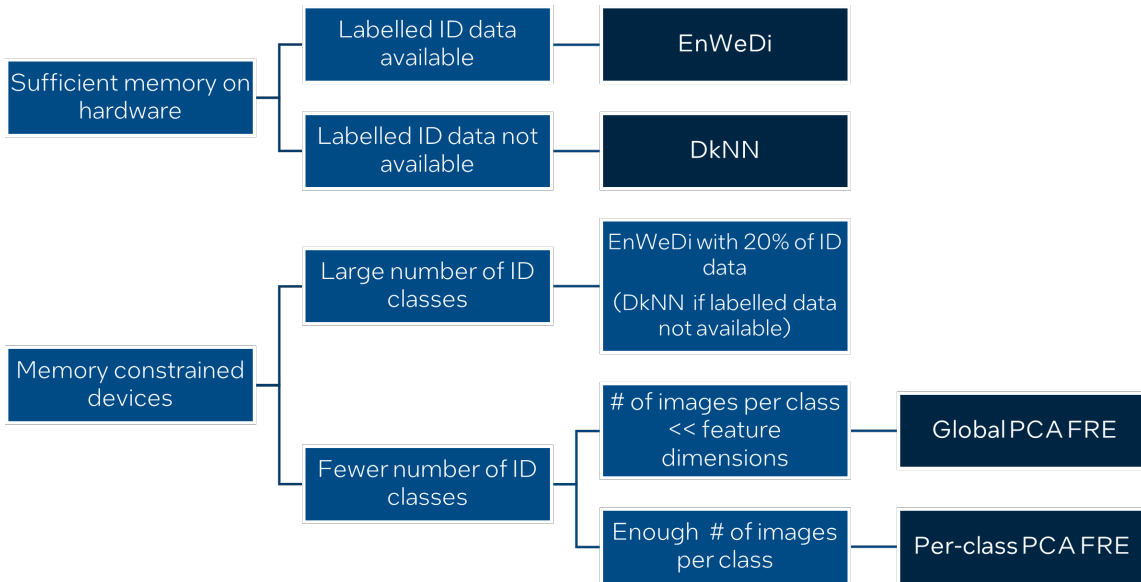 Sufficient memory on
hardware
Labelled ID data
available
EnWeDi
Labelled ID data not
available
DkNN
Memory constrained
devices
Large number of ID
classes
EnWeDi with 20% of ID
data
(DkNN if labelled data
not available)
Fewer number of ID
classes
# of images per class
<< feature
dimensions
Global PCA FRE
Enough # of images
per class
Per-class PCA FRE